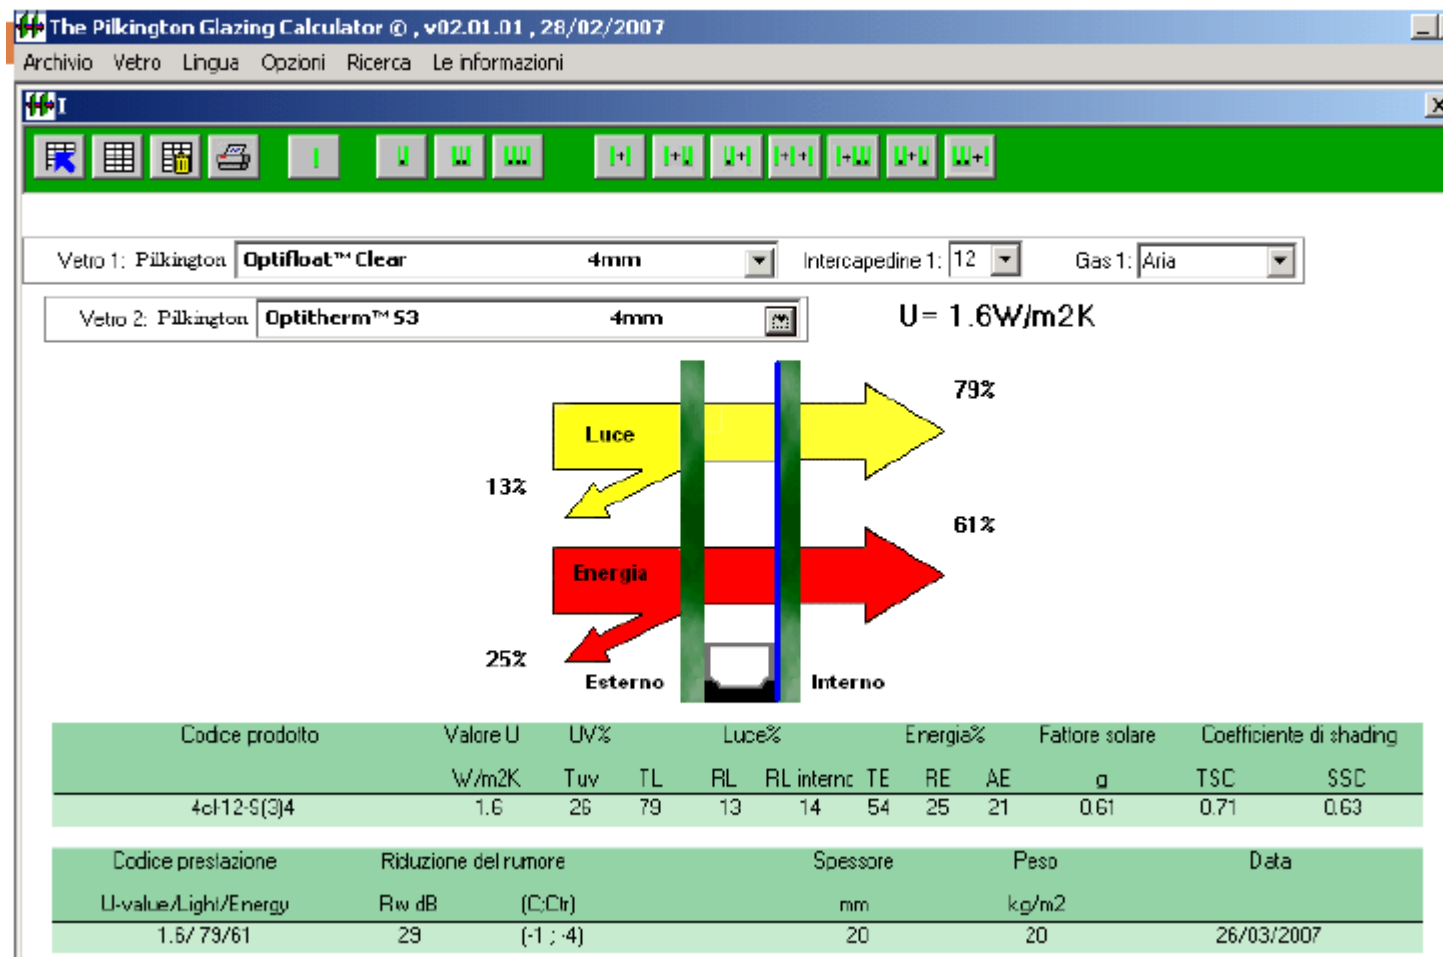 The Pilkington Glazing Calculator © , v02.01.01 , 28/02/2007
Archivio Vetro Lingua Opzioni Ricerca Le informazioni
I
Vetro 1: Pilkington Optifloat™ Clear 4mm Intercapedine 1: 12 Gas 1: Aria
Vetro 2: Pilkington Optitherm™ S3 4mm U= 1.6W/m2K
79%
Luce
13%
61%
Energia
25%
Esterno Interno
Codice prodotto Valore U UV% Luce% Energia% Fattore solare Coefficiente di shading
W/m2K Tuv TL RL RL interno TE RE AE g TSC SSC
4cl-12-S(3)4 1.6 26 79 13 14 54 25 21 0.61 0.71 0.63
Codice prestazione Riduzione del rumore Spessore Peso Data
U-value/Light/Energy Rw dB (C;Ctr) mm kg/m2
1.6/ 79/61 29 (-1 ; -4) 20 20 26/03/2007